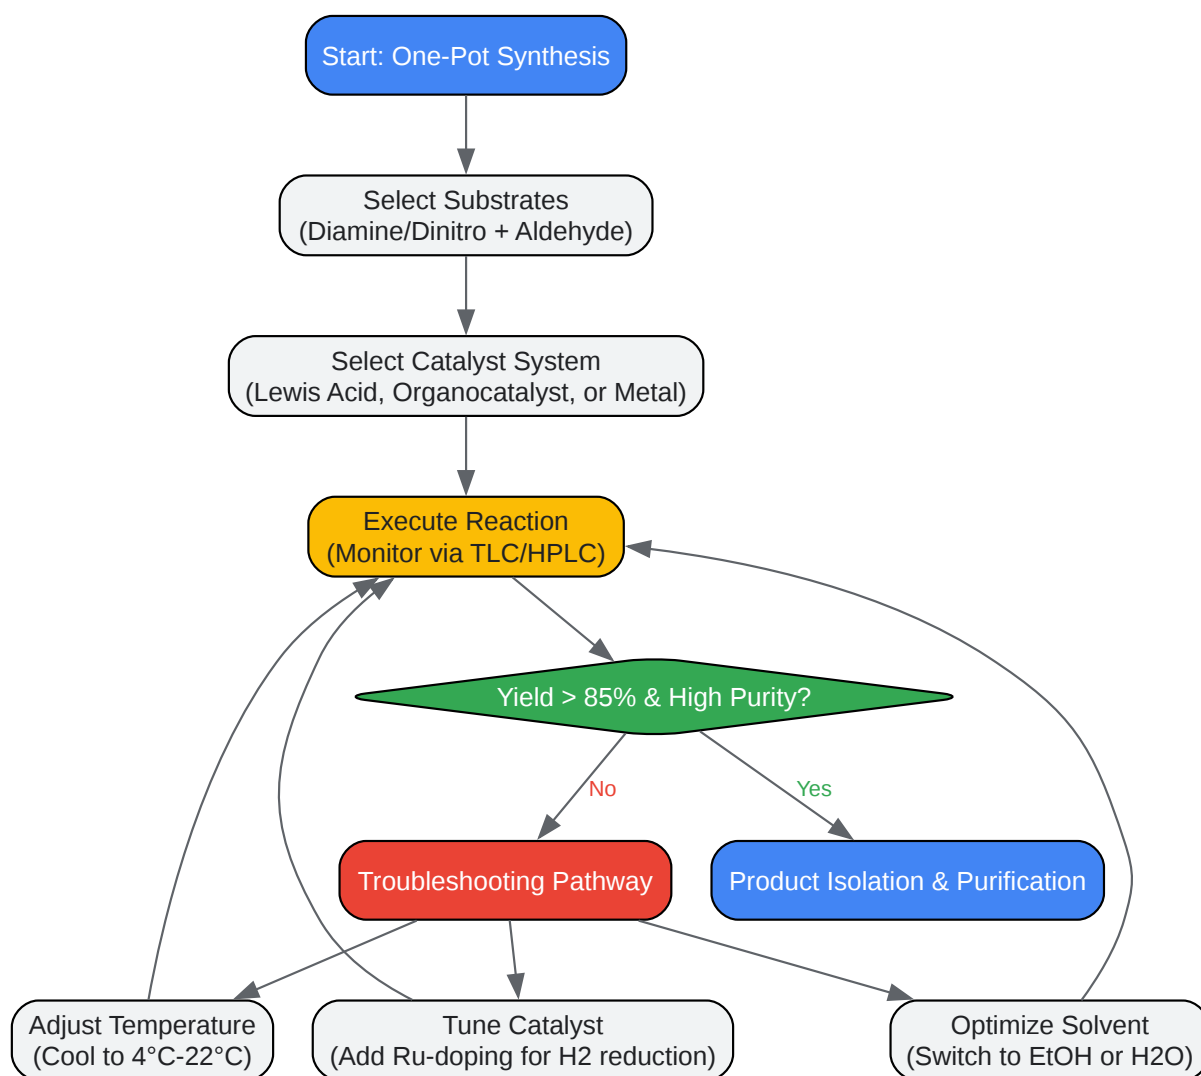 Start: One-Pot Synthesis
Select Substrates
(Diamine/Dinitro + Aldehyde)
Select Catalyst System
(Lewis Acid, Organocatalyst, or Metal)
Execute Reaction
(Monitor via TLC/HPLC)
Yield > 85% & High Purity?
No
Yes
Troubleshooting Pathway
Product Isolation & Purification
Adjust Temperature
(Cool to 4°C-22°C)
Tune Catalyst
(Add Ru-doping for H2 reduction)
Optimize Solvent
(Switch to EtOH or H2O)